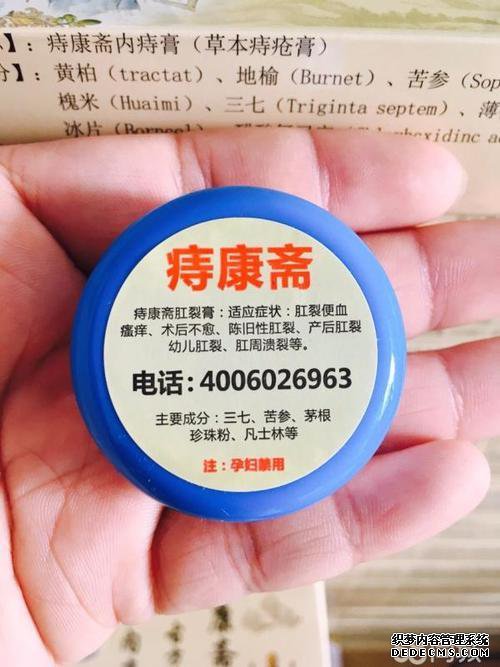 】：痔康斋内痔膏（草本痔疮膏）
分】：黄柏（tractat）、地榆（Burnet）、苦参（Sop
槐米（Huaimi）、三七（Triginta septem）、薄
冰片
痔康斋
痔康斋肛裂膏：适应症状：肛裂便血
瘙痒、术后不愈、陈旧性肛裂、产后肛裂
幼儿肛裂、肛周溃裂等。
电话:4006026963
主要成分：三七、苦参、茅根
珍珠粉、凡士林等
注：孕妇禁用
织梦内容管理系统
DEDECMS.COM